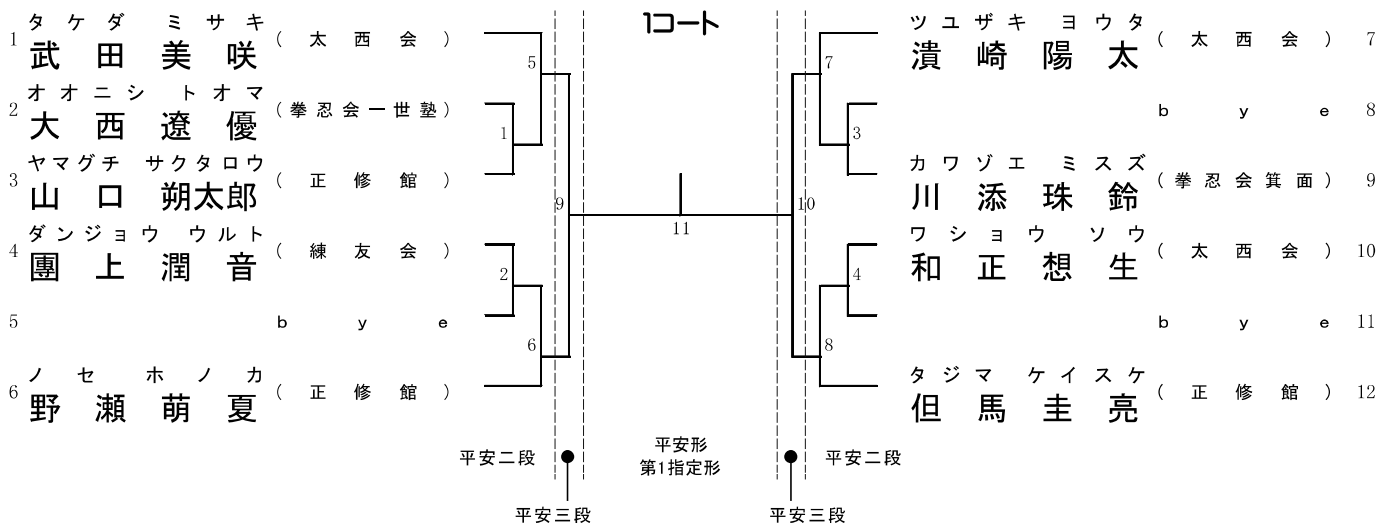 1コート
タケダ ミサキ
1 武田美咲 (太西会)
オオニシ トオマ
2 大西遼優 (拳忍会一世塾)
ヤマグチ サクタロウ
3 山口朔太郎 (正修館)
ダンジョウ ウルト
4 團上潤音 (練友会)
5 bye
ノセ ホノカ
6 野瀬萌夏 (正修館)
5
1
9
2
6
11
7
3
10
4
8
ツユザキ ヨウタ
潰崎陽太 (太西会) 7
bye 8
カワゾエ ミスズ
川添珠鈴 (拳忍会箕面) 9
ワショウ ソウ
和正想生 (太西会) 10
bye 11
タジマ ケイスケ
但馬圭亮 (正修館) 12
平安二段
平安三段
平安形
第1指定形
平安二段
平安三段